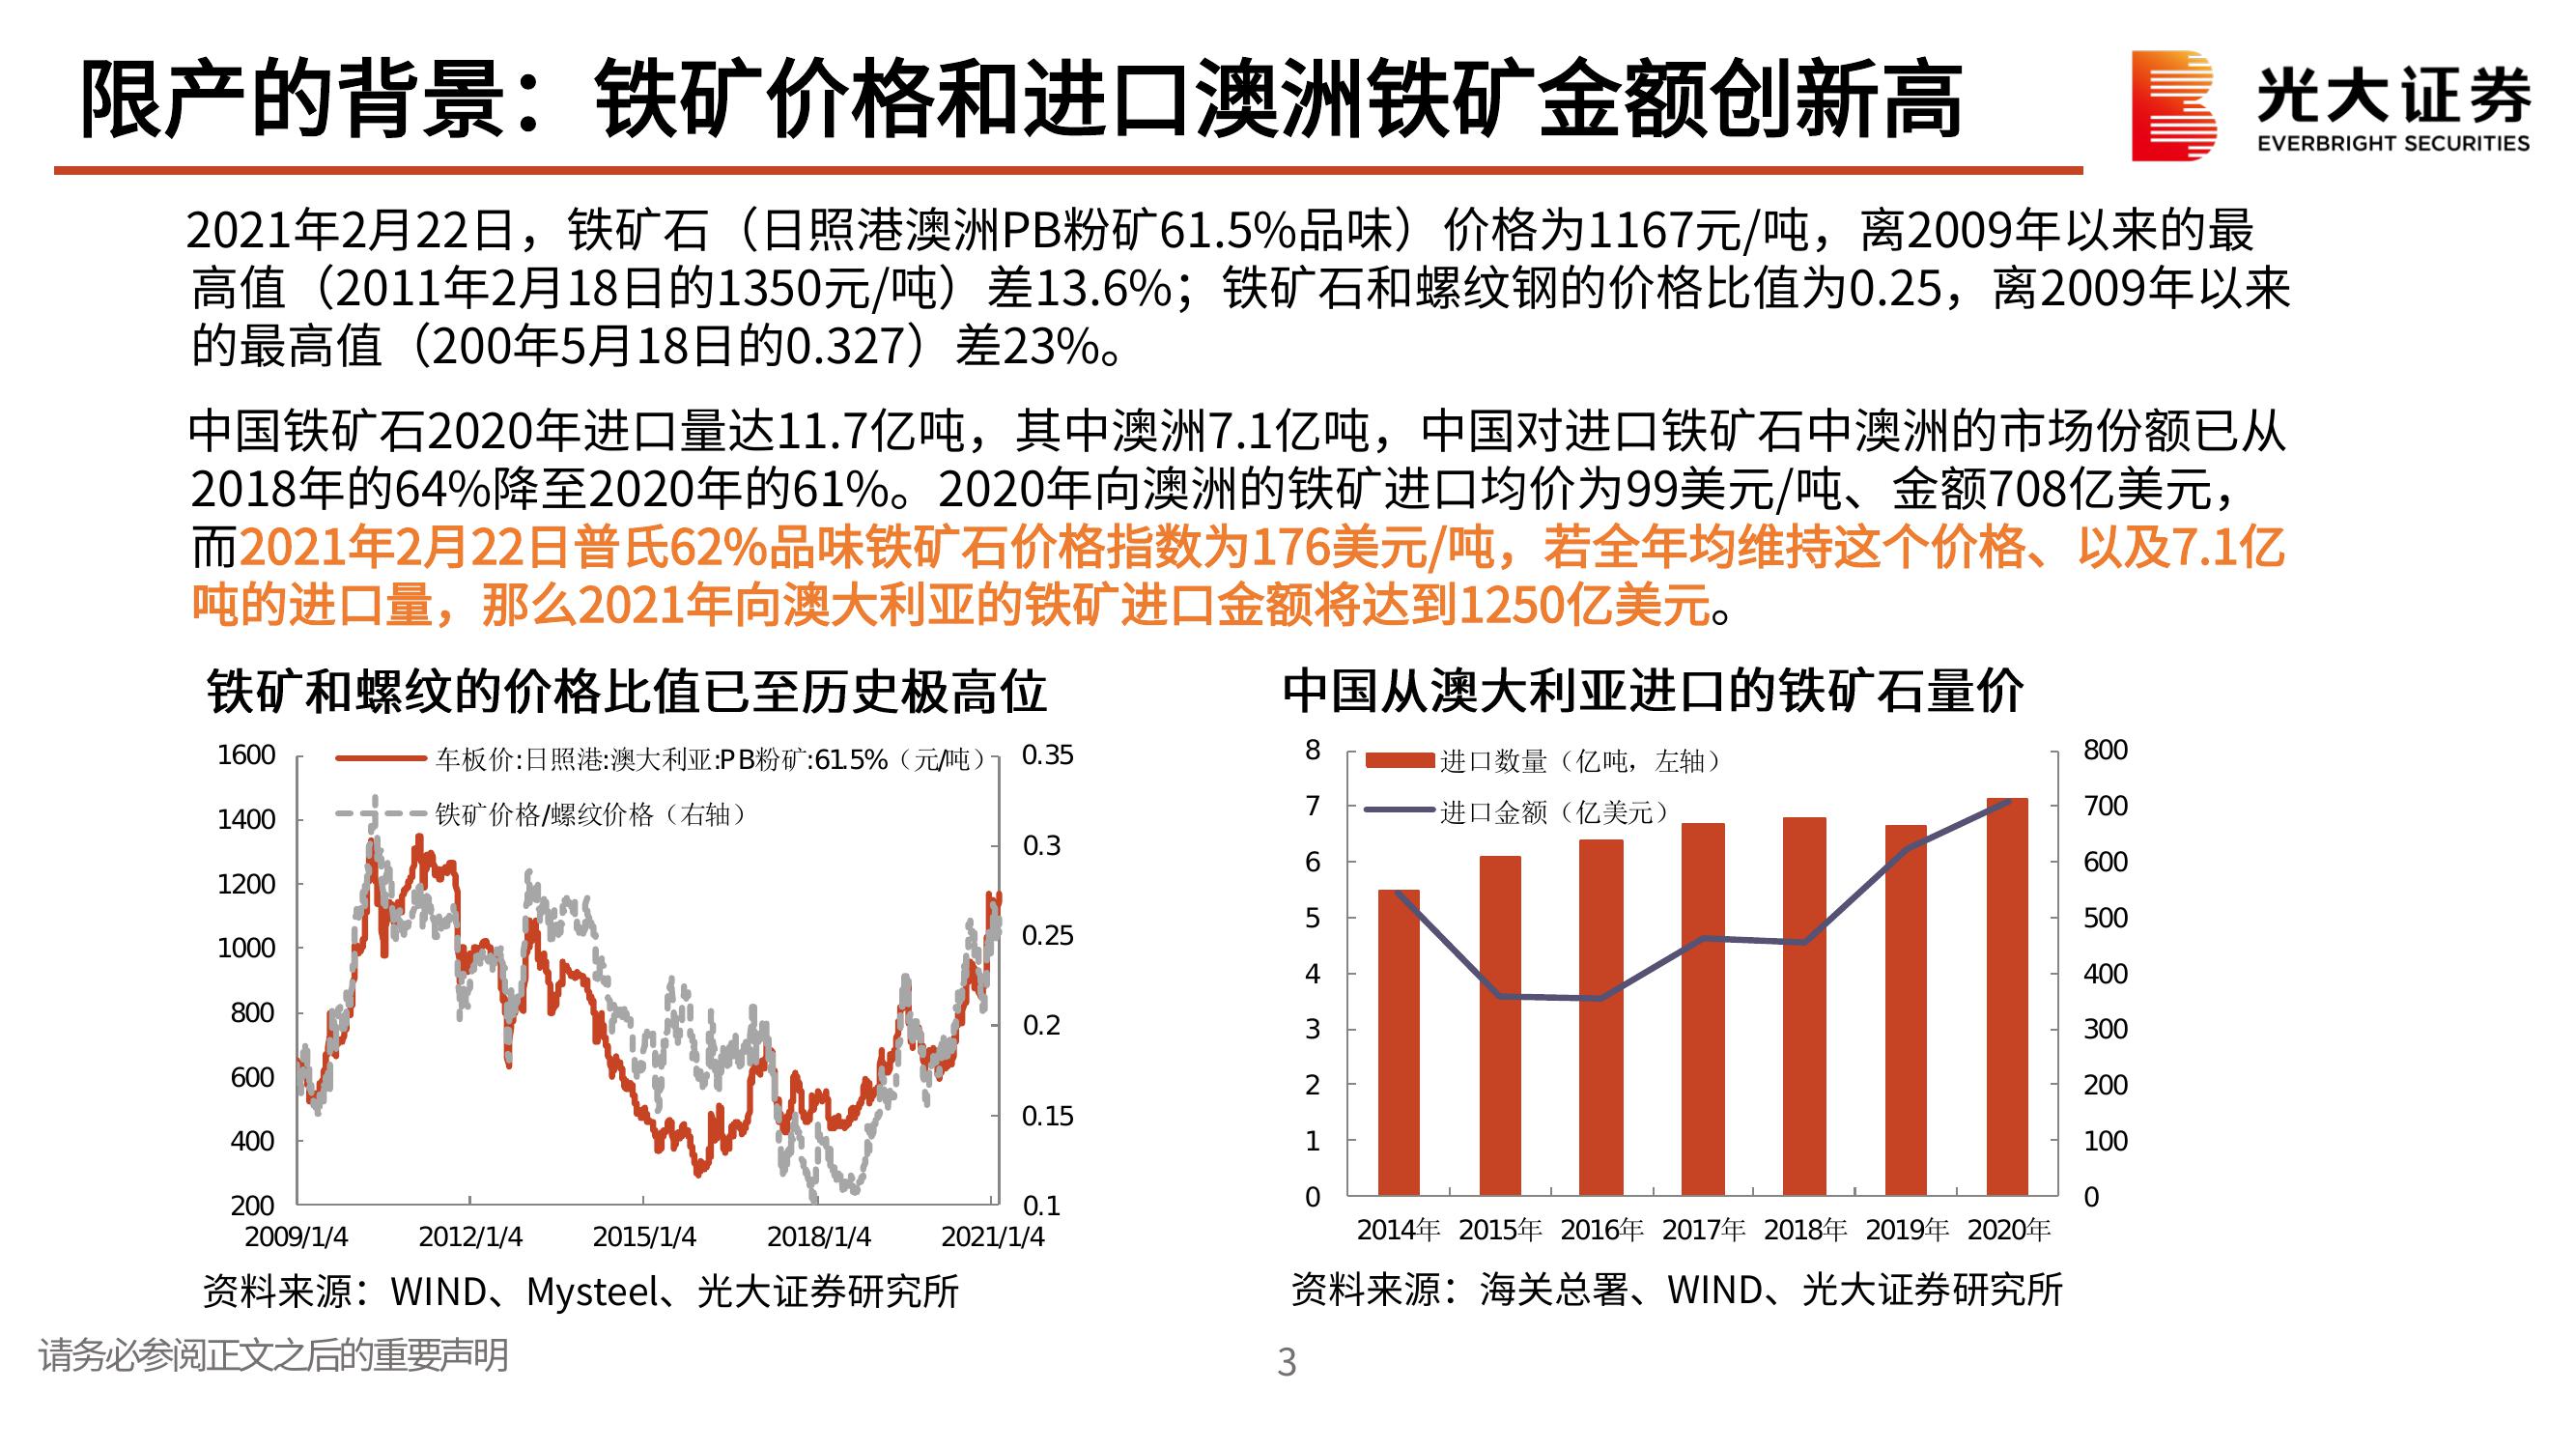 限产的背景：铁矿价格和进口澳洲铁矿金额创新高
光大证券
EVERBRIGHT SECURITIES
2021年2月22日，铁矿石（日照港澳洲PB粉矿61.5%品味）价格为1167元/吨，离2009年以来的最
高值（2011年2月18日的1350元/吨）差13.6%；铁矿石和螺纹钢的价格比值为0.25，离2009年以来
的最高值（200年5月18日的0.327）差23%。
中国铁矿石2020年进口量达11.7亿吨，其中澳洲7.1亿吨，中国对进口铁矿石中澳洲的市场份额已从
2018年的64%降至2020年的61%。2020年向澳洲的铁矿进口均价为99美元/吨、金额708亿美元，
而2021年2月22日普氏62%品味铁矿石价格指数为176美元/吨，若全年均维持这个价格、以及7.1亿
吨的进口量，那么2021年向澳大利亚的铁矿进口金额将达到1250亿美元。
铁矿和螺纹的价格比值已至历史极高位
车板价:日照港:澳大利亚:PB粉矿:61.5%（元/吨）
铁矿价格/螺纹价格（右轴）
1600
1400
1200
1000
800
600
400
200
0.35
0.3
0.25
0.2
0.15
0.1
2009/1/4 2012/1/4 2015/1/4 2018/1/4 2021/1/4
资料来源：WIND、Mysteel、光大证券研究所
中国从澳大利亚进口的铁矿石量价
进口数量（亿吨，左轴）
进口金额（亿美元）
8
7
6
5
4
3
2
1
0
800
700
600
500
400
300
200
100
0
2014年 2015年 2016年 2017年 2018年 2019年 2020年
资料来源：海关总署、WIND、光大证券研究所
请务必参阅正文之后的重要声明
3